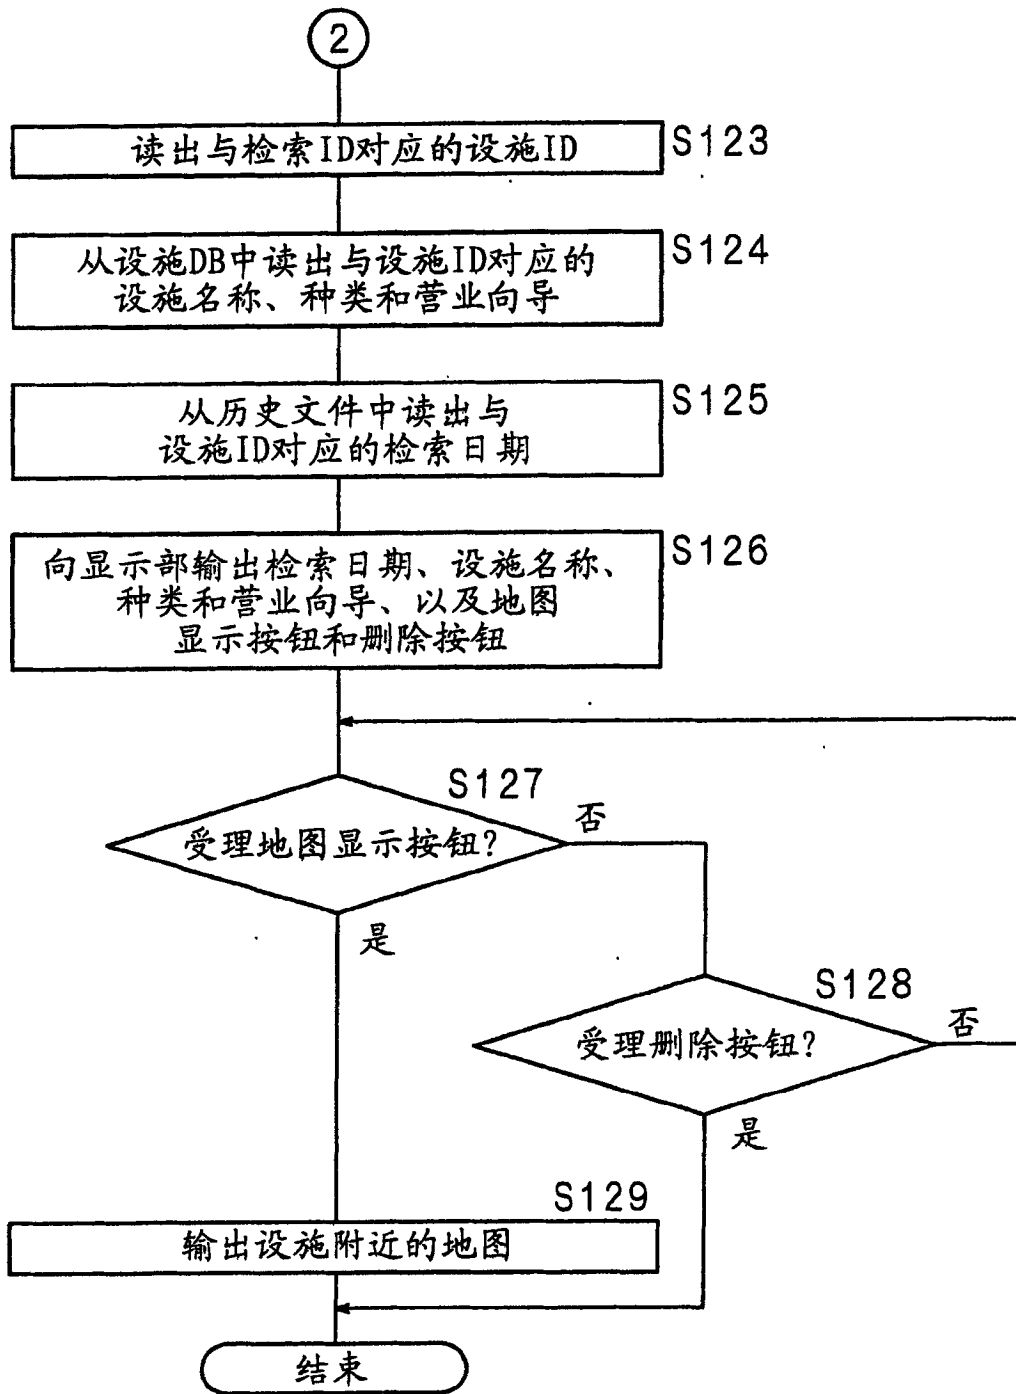 2
读出与检索ID对应的设施ID
S123
从设施DB中读出与设施ID对应的
设施名称、种类和营业向导
S124
从历史文件中读出与
设施ID对应的检索日期
S125
向显示部输出检索日期、设施名称、
种类和营业向导、以及地图
显示按钮和删除按钮
S126
S127
受理地图显示按钮?
否
是
S128
受理删除按钮?
否
是
S129
输出设施附近的地图
结束